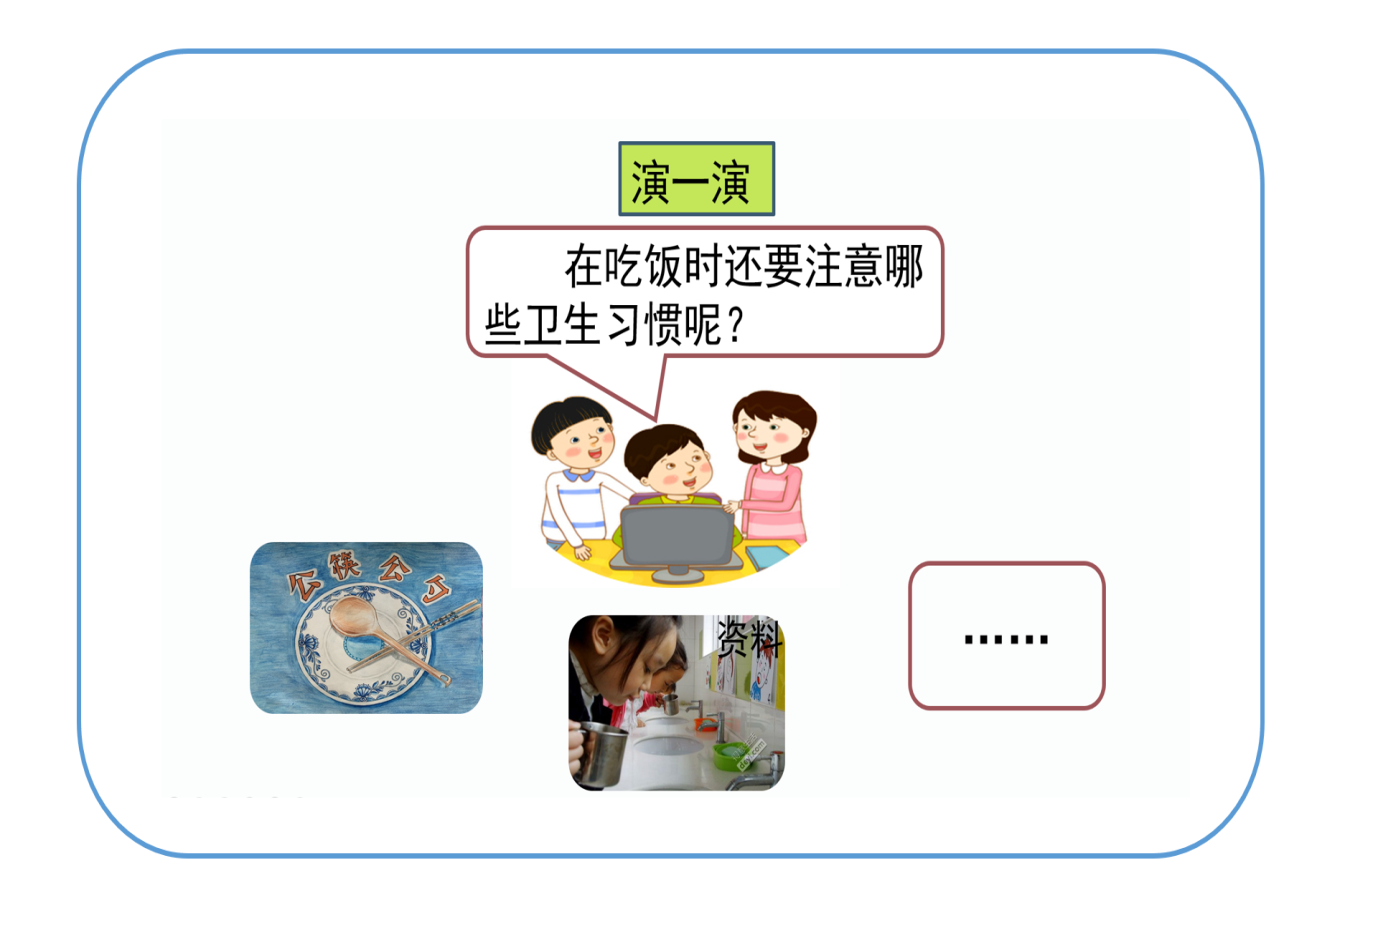 演一演
在吃饭时还要注意哪
些卫生习惯呢？
公筷公勺
资料
……